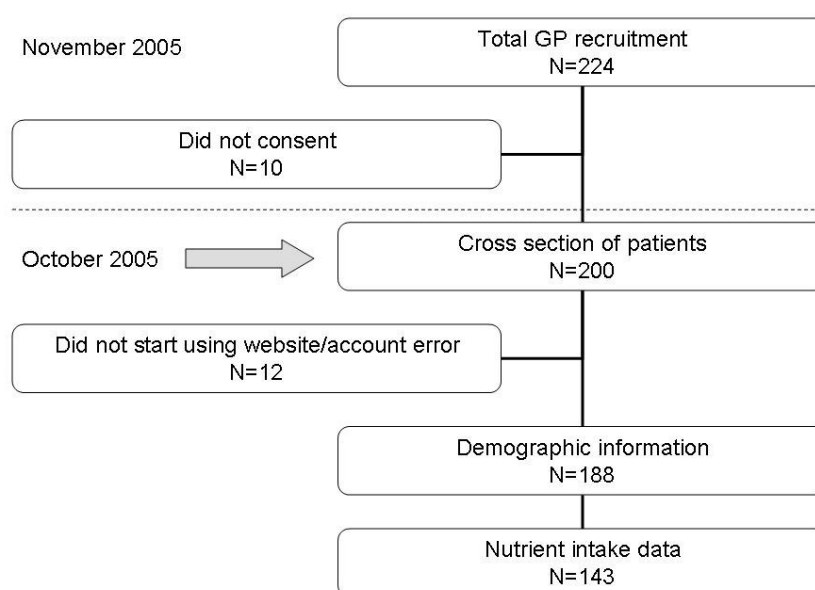 November 2005
Total GP recruitment
N=224
Did not consent
N=10
October 2005
Cross section of patients
N=200
Did not start using website/account error
N=12
Demographic information
N=188
Nutrient intake data
N=143